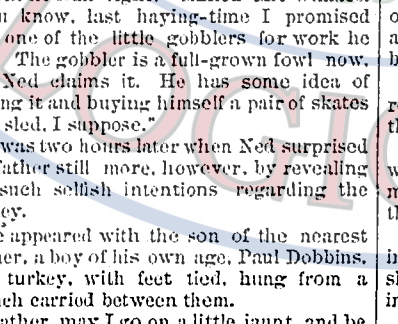 know, last haying-time I promised
one of the little gobblers for work he
The gobbler is a full-grown fowl now.
Ned claims it. He has some idea of
ng it and buying himself a pair of skates
sled, I suppose."
was two hours later when Ned surprised
father still more, however, by revealing
such selfish intentions regarding the
ey.
appeared with the son of the nearest
er, a boy of his own age, Paul Dobbins.
turkey, with feet tied, hung from a
ch carried between them.
ather, may I go on a little jaunt, and be